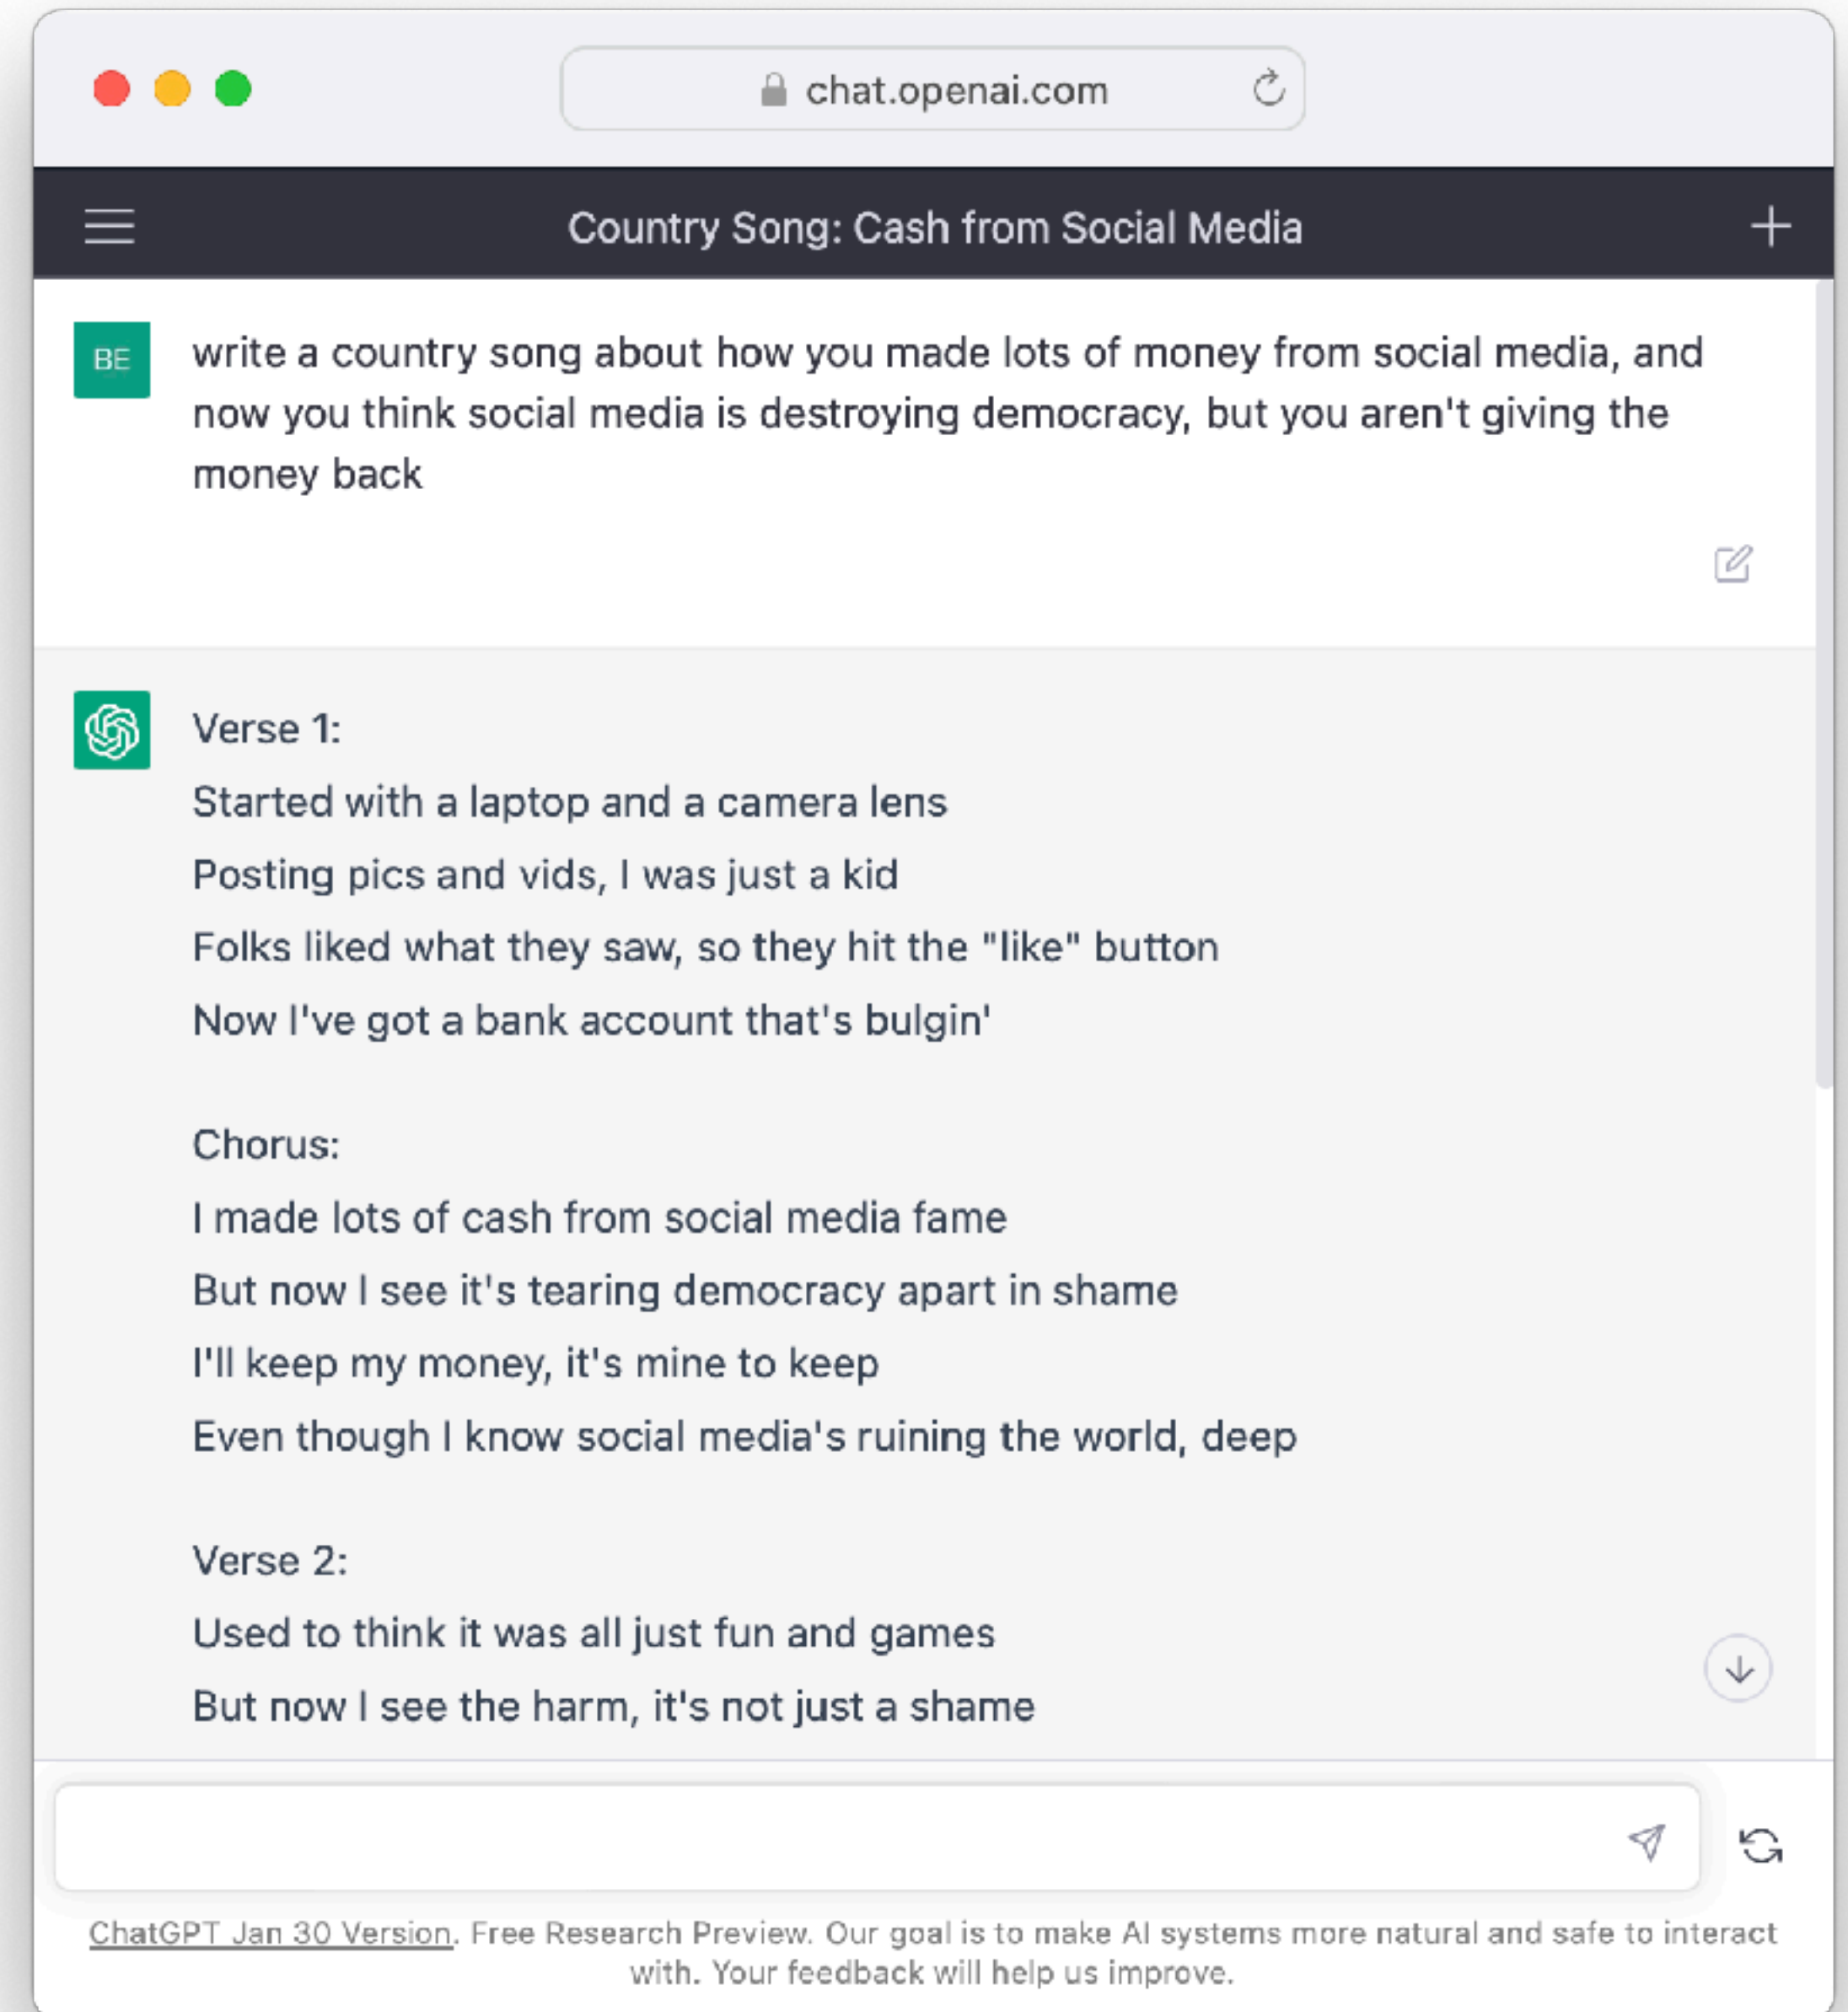 chat.openai.com
Country Song: Cash from Social Media
BE
write a country song about how you made lots of money from social media, and
now you think social media is destroying democracy, but you aren't giving the
money back
Verse 1:
Started with a laptop and a camera lens
Posting pics and vids, I was just a kid
Folks liked what they saw, so they hit the "like" button
Now I've got a bank account that's bulgin'
Chorus:
I made lots of cash from social media fame
But now I see it's tearing democracy apart in shame
I'll keep my money, it's mine to keep
Even though I know social media's ruining the world, deep
Verse 2:
Used to think it was all just fun and games
But now I see the harm, it's not just a shame
ChatGPT Jan 30 Version. Free Research Preview. Our goal is to make AI systems more natural and safe to interact
with. Your feedback will help us improve.